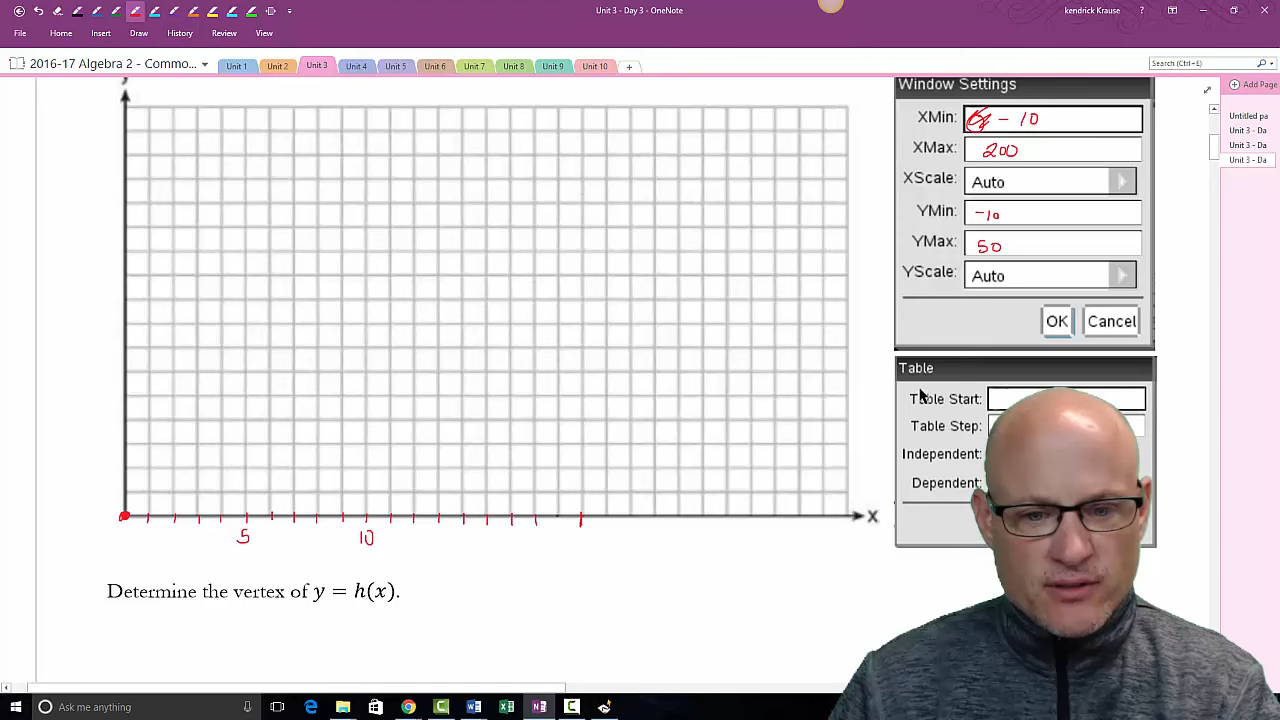 Unit 3 - Day 3 - OneNote
kendrick Krause
File Home Insert Draw History Review View
2016-17 Algebra 2 - Commo...
Unit 1 Unit 2 Unit 3 Unit 4 Unit 5 Unit 6 Unit 7 Unit 8 Unit 9 Unit 10 +
Search (Ctrl+E)
Add Page
Untitled pa
Unit 3 - Da
Unit 3 - Da
Unit 3 - Da
Window Settings
XMin: - 10
XMax: 200
XScale: Auto
YMin: -10
YMax: 50
YScale: Auto
OK Cancel
Table
Table Start:
Table Step:
Independent:
Dependent:
x
5 10
Determine the vertex of y = h(x).
Ask me anything